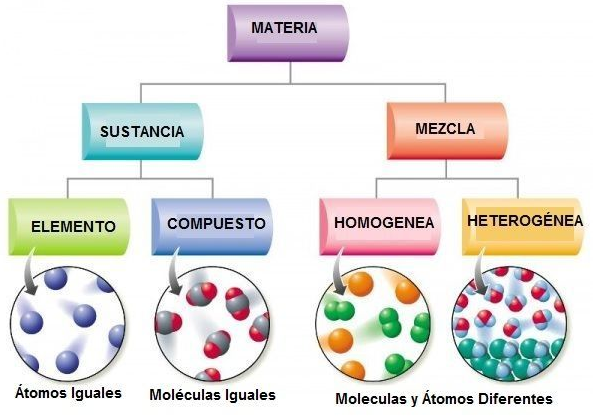 MATERIA
SUSTANCIA
MEZCLA
ELEMENTO
COMPUESTO
HOMOGENEA
HETEROGÉNEA
Átomos Iguales
Moléculas Iguales
Moleculas y Átomos Diferentes